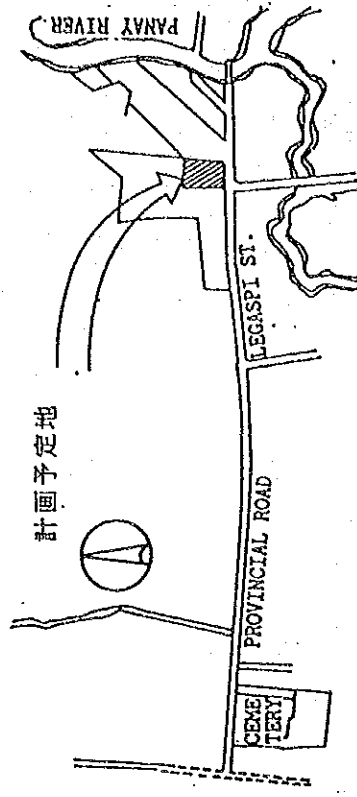 計画予定地
PANAY RIVER
LEGASPI ST.
PROVINCIAL ROAD
CEME
TERY